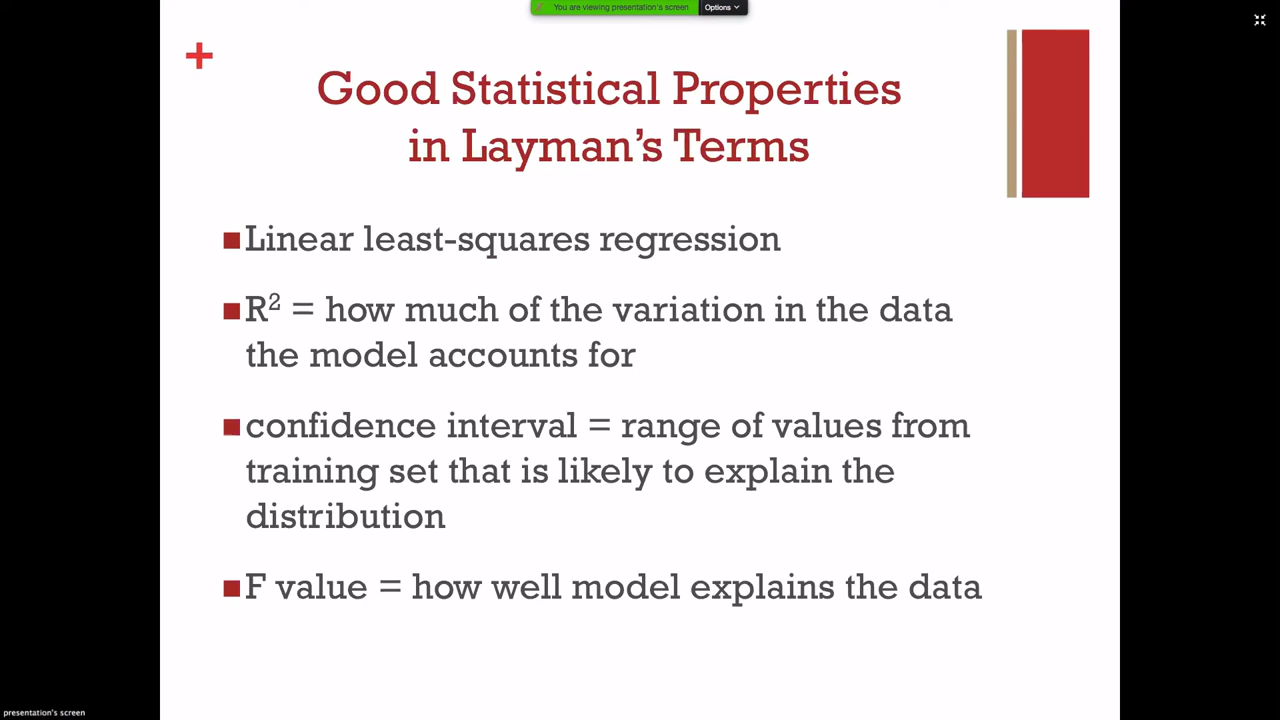 You are viewing presentation's screen
Options
+
Good Statistical Properties
in Layman's Terms
Linear least-squares regression
R² = how much of the variation in the data
the model accounts for
confidence interval = range of values from
training set that is likely to explain the
distribution
F value = how well model explains the data
presentation's screen